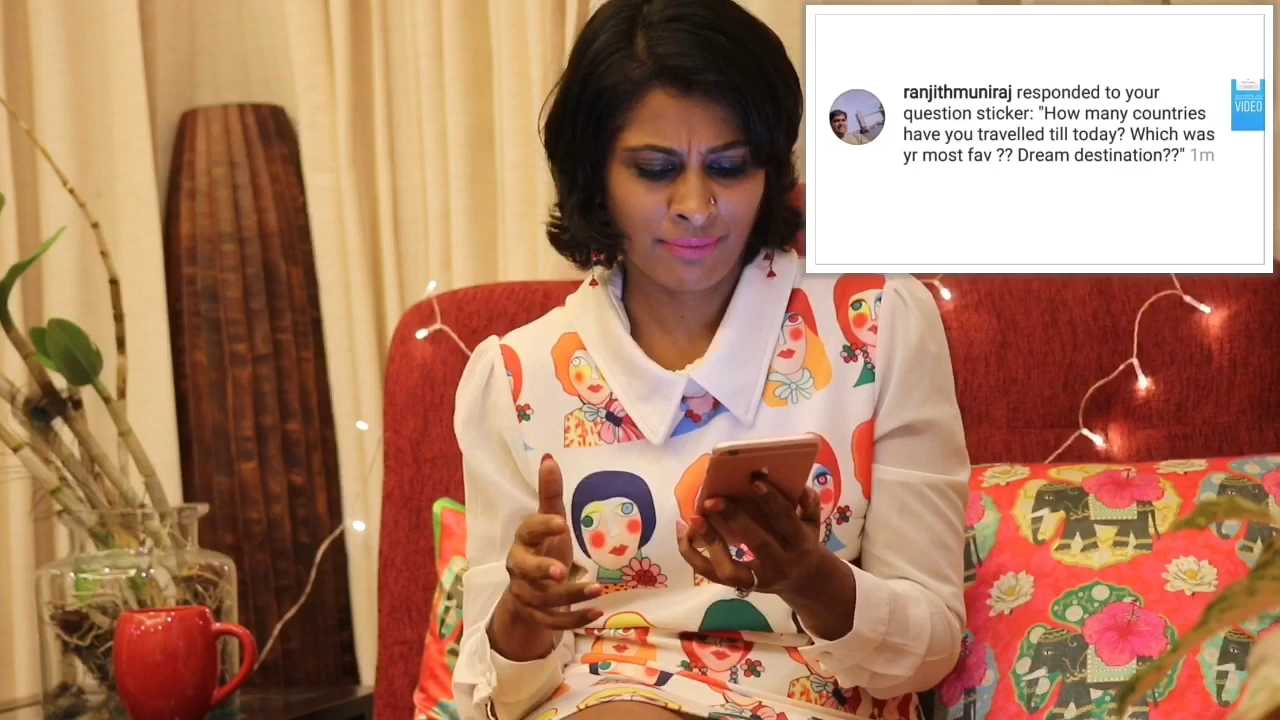 ranjithmuniraj responded to your
question sticker: "How many countries
have you travelled till today? Which was
yr most fav ?? Dream destination??" 1m
VIDEO